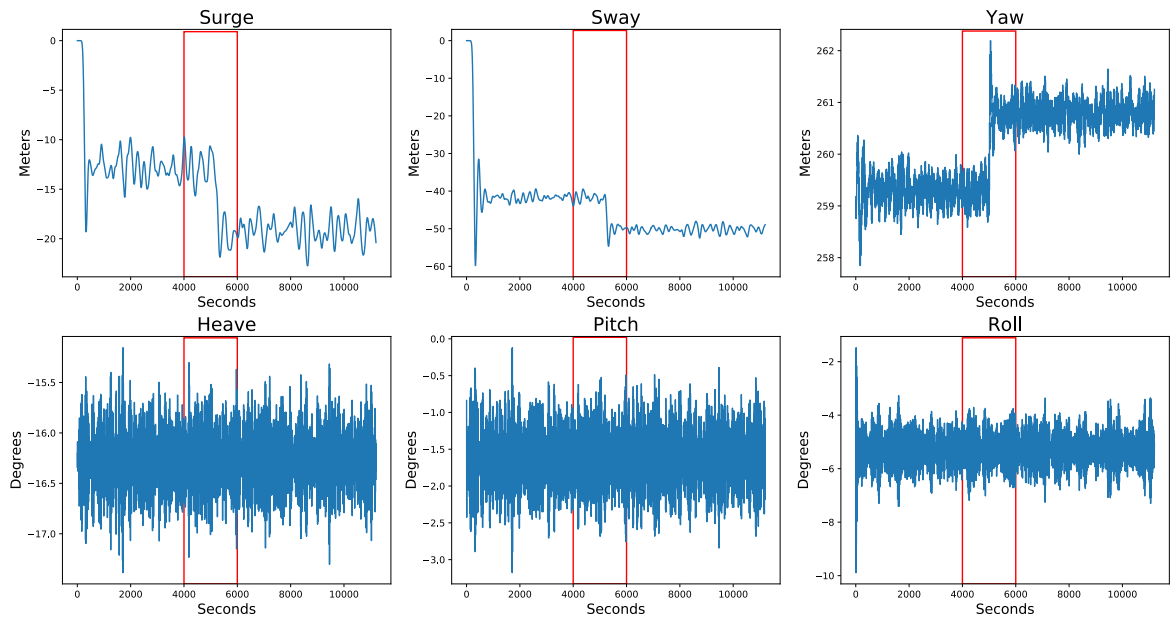 Surge
Meters
0
−5
−10
−15
−20
0 2000 4000 6000 8000 10000
Seconds
Sway
Meters
0
−10
−20
−30
−40
−50
−60
0 2000 4000 6000 8000 10000
Seconds
Yaw
Meters
262
261
260
259
258
0 2000 4000 6000 8000 10000
Seconds
Heave
Degrees
−15.5
−16.0
−16.5
−17.0
0 2000 4000 6000 8000 10000
Seconds
Pitch
Degrees
0.0
−0.5
−1.0
−1.5
−2.0
−2.5
−3.0
0 2000 4000 6000 8000 10000
Seconds
Roll
Degrees
−2
−4
−6
−8
−10
0 2000 4000 6000 8000 10000
Seconds